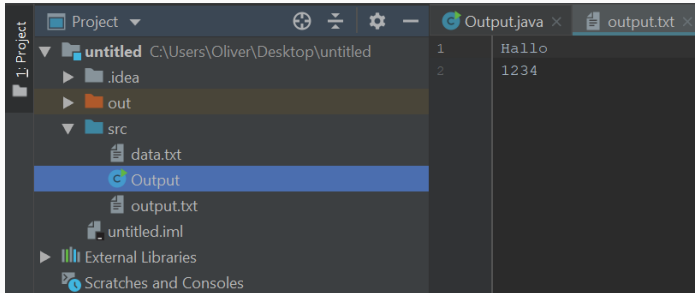 1: Project
Project
untitled C:\Users\Oliver\Desktop\untitled
.idea
out
src
data.txt
Output
output.txt
untitled.iml
External Libraries
Scratches and Consoles
Output.java
output.txt
1 Hallo
2 1234